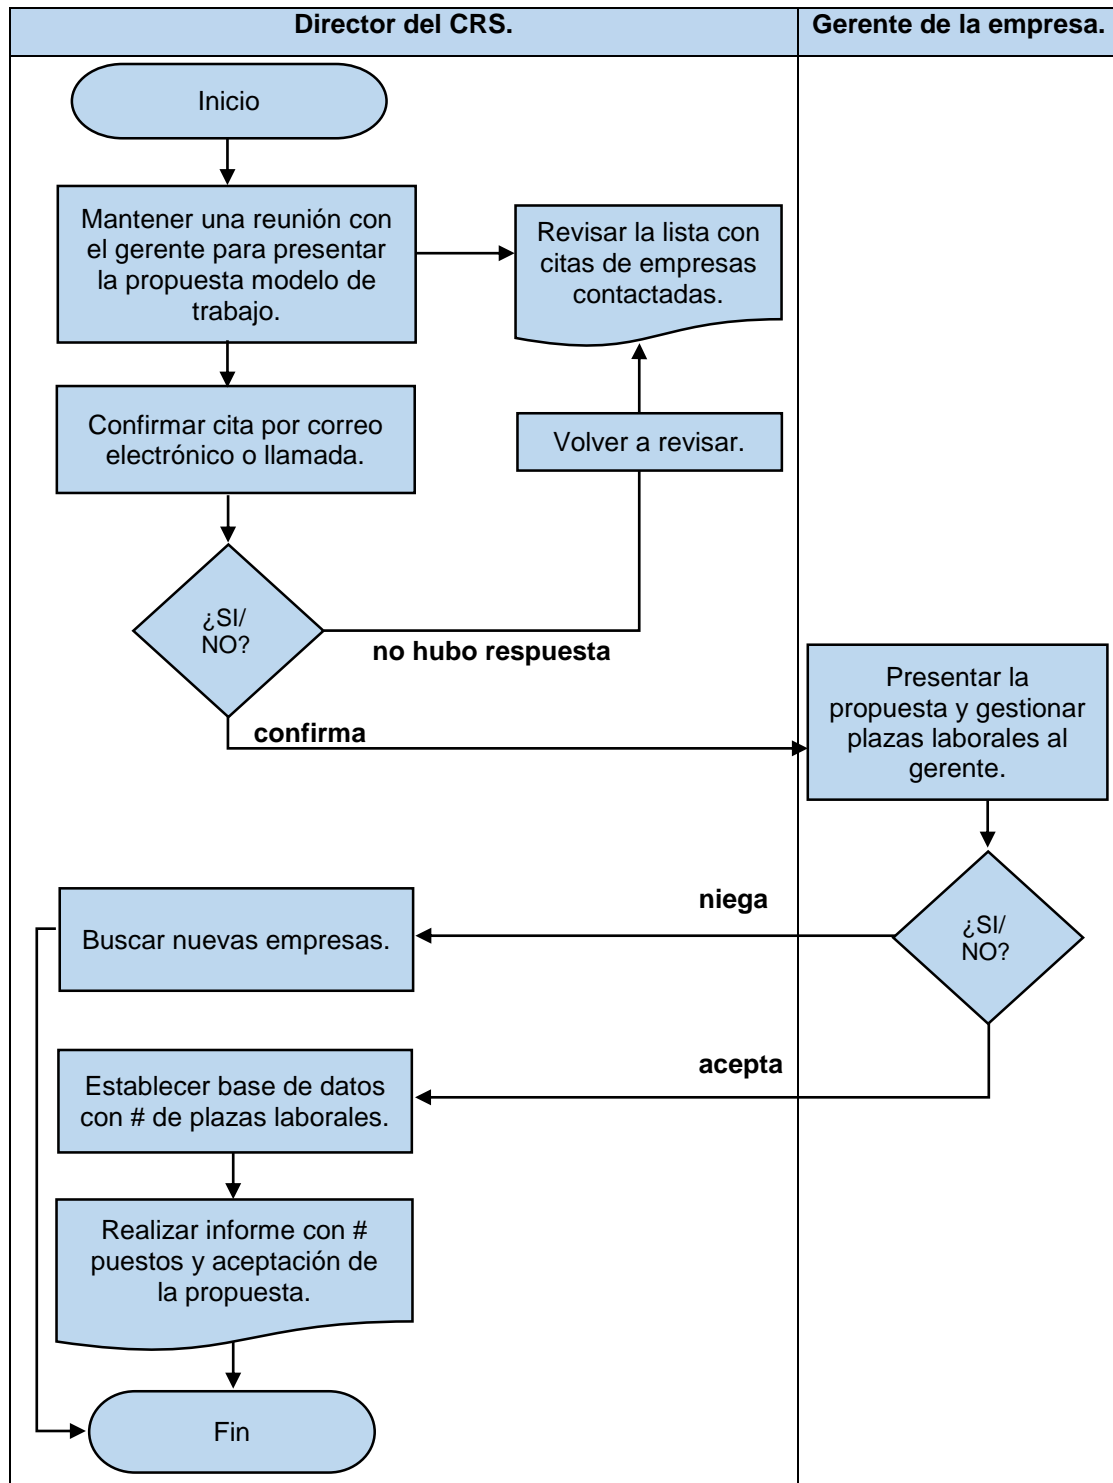 Director del CRS.
Gerente de la empresa.
Inicio
Mantener una reunión con
el gerente para presentar
la propuesta modelo de
trabajo.
Revisar la lista con
citas de empresas
contactadas.
Confirmar cita por correo
electrónico o llamada.
Volver a revisar.
¿SI/
NO?
no hubo respuesta
confirma
Presentar la
propuesta y gestionar
plazas laborales al
gerente.
niega
¿SI/
NO?
Buscar nuevas empresas.
acepta
Establecer base de datos
con # de plazas laborales.
Realizar informe con #
puestos y aceptación de
la propuesta.
Fin